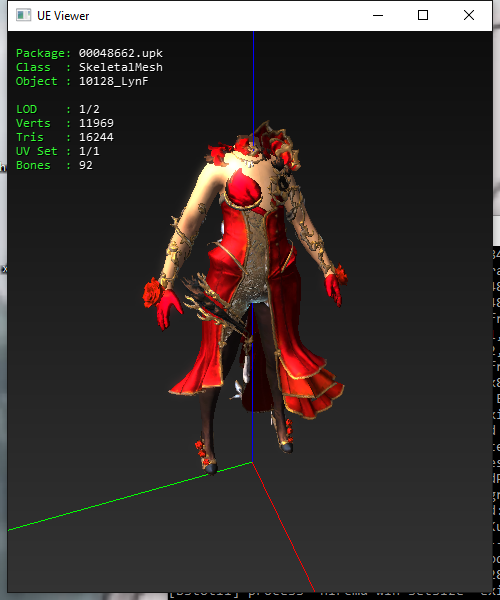 UE Viewer
Package: 00048662.upk
Class : SkeletalMesh
Object : 10128_LynF
LOD : 1/2
Verts : 11969
Tris : 16244
UV Set : 1/1
Bones : 92